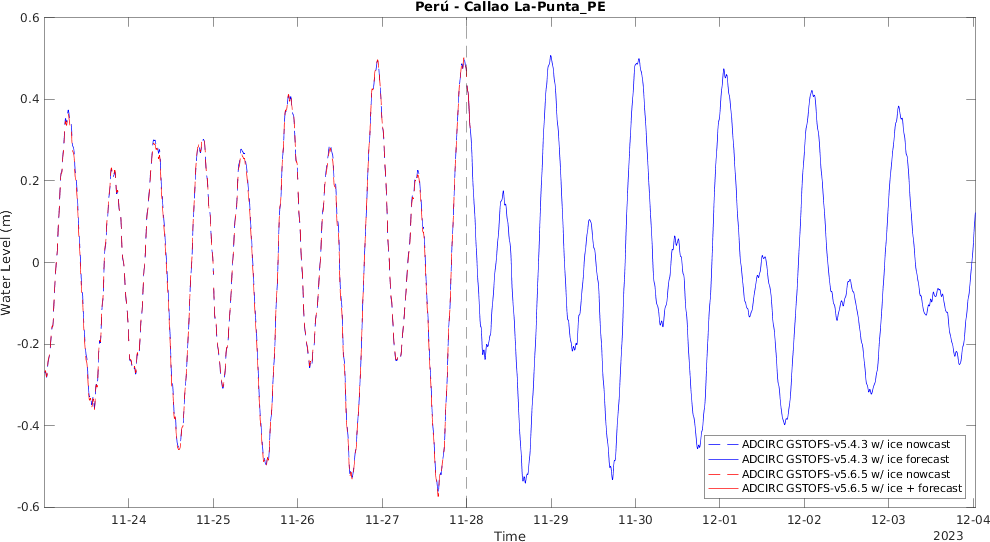 Perú - Callao La-Punta_PE
0.6
0.4
0.2
0
-0.2
-0.4
-0.6
Water Level (m)
ADCIRC GSTOFS-v5.4.3 w/ ice nowcast
ADCIRC GSTOFS-v5.4.3 w/ ice forecast
ADCIRC GSTOFS-v5.6.5 w/ ice nowcast
ADCIRC GSTOFS-v5.6.5 w/ ice + forecast
11-24 11-25 11-26 11-27 11-28 11-29 11-30 12-01 12-02 12-03 12-04
Time
2023